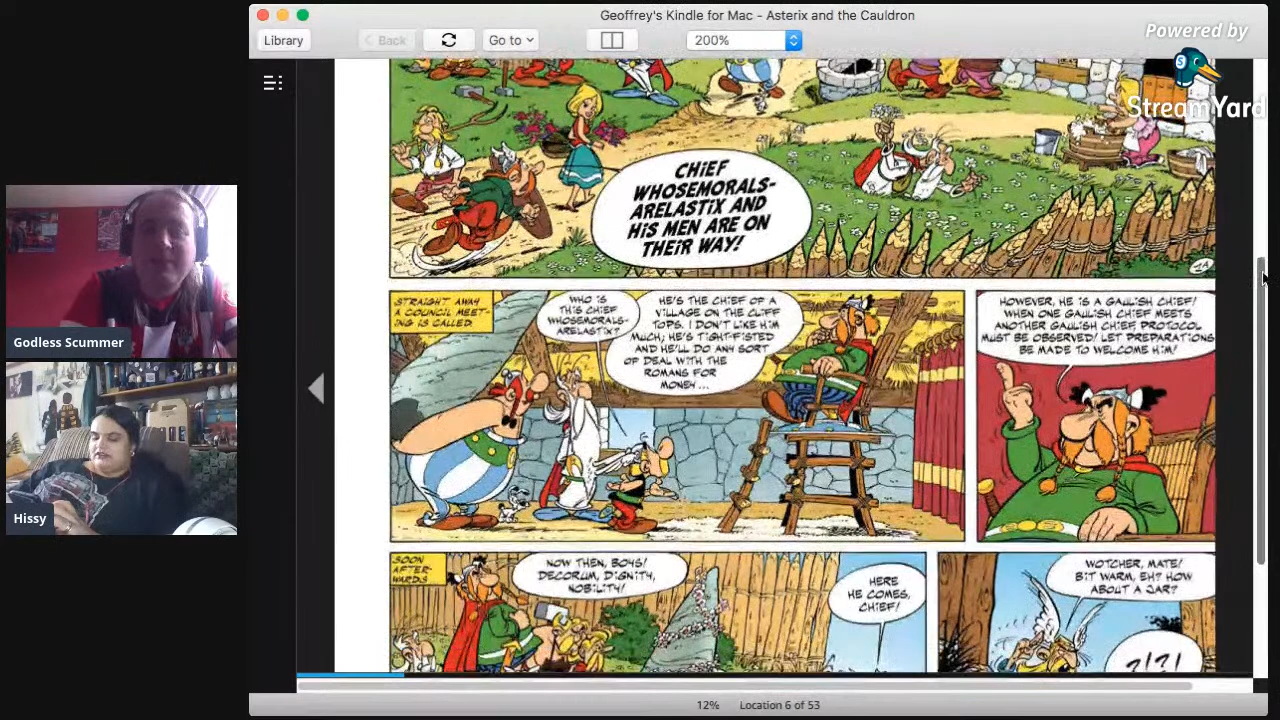 Geoffrey's Kindle for Mac - Asterix and the Cauldron
Library
Back
Go to
200%
Powered by
StreamYard
CHIEF
WHOSEMORALS-
ARELASTIX AND
HIS MEN ARE ON
THEIR WAY!
2A
STRAIGHT AWAY
A COUNCIL MEET-
ING IS CALLED.
WHO IS
THIS CHIEF
WHOSEMORALS-
ARELASTIX?
HE'S THE CHIEF OF A
VILLAGE ON THE CLIFF
TOPS. I DON'T LIKE HIM
MUCH; HE'S TIGHT-FISTED
AND HE'LL DO ANY SORT
OF DEAL WITH THE
ROMANS FOR
MONEY ...
HOWEVER, HE IS A GAULISH CHIEF!
WHEN ONE GAULISH CHIEF MEETS
ANOTHER GAULISH CHIEF, PROTOCOL
MUST BE OBSERVED! LET PREPARATIONS
BE MADE TO WELCOME HIM!
SOON
AFTER-
WARDS
NOW THEN, BOYS!
DECORUM, DIGNITY,
NOBILITY!
HERE
HE COMES,
CHIEF!
WOTCHER, MATE!
BIT WARM, EH? HOW
ABOUT A JAR?
?!?!
Godless Scummer
Hissy
12%
Location 6 of 53